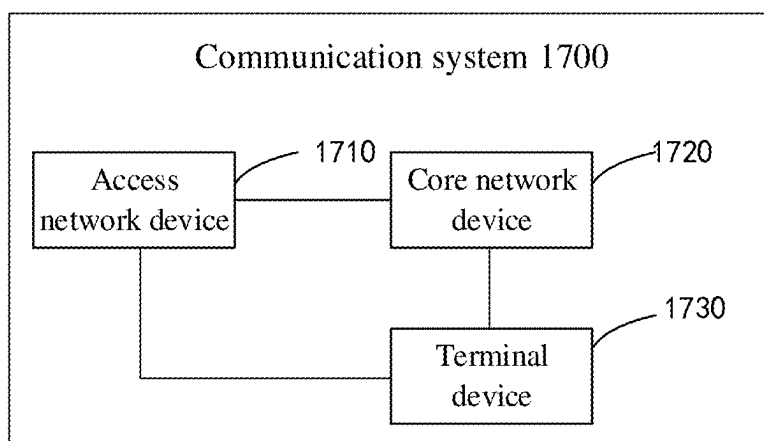 Communication system 1700
1710
1720
Access
network device
Core network
device
1730
Terminal
device